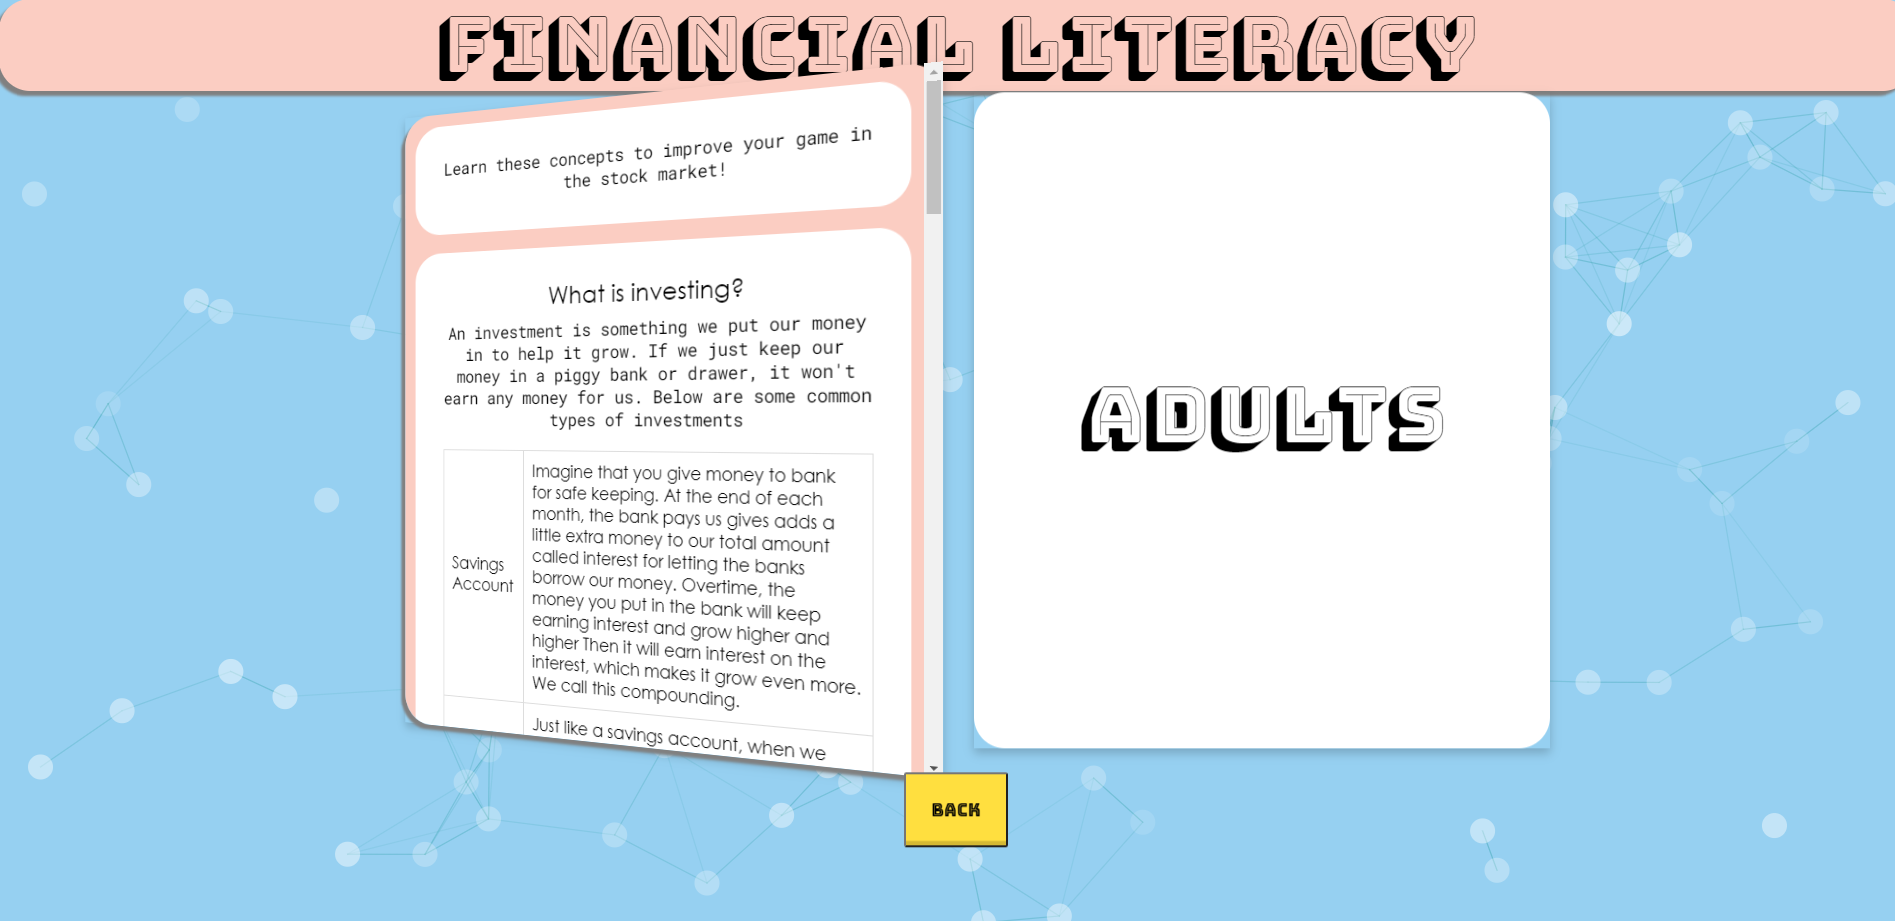 FINANCIAL LITERACY
Learn these concepts to improve your game in
the stock market!
What is investing?
An investment is something we put our money
in to help it grow. If we just keep our
money in a piggy bank or drawer, it won't
earn any money for us. Below are some common
types of investments
Savings
Account
Imagine that you give money to bank
for safe keeping. At the end of each
month, the bank pays us gives adds a
little extra money to our total amount
called interest for letting the banks
borrow our money. Overtime, the
money you put in the bank will keep
earning interest and grow higher and
higher Then it will earn interest on the
interest, which makes it grow even more.
We call this compounding.
Just like a savings account, when we
ADULTS
BACK